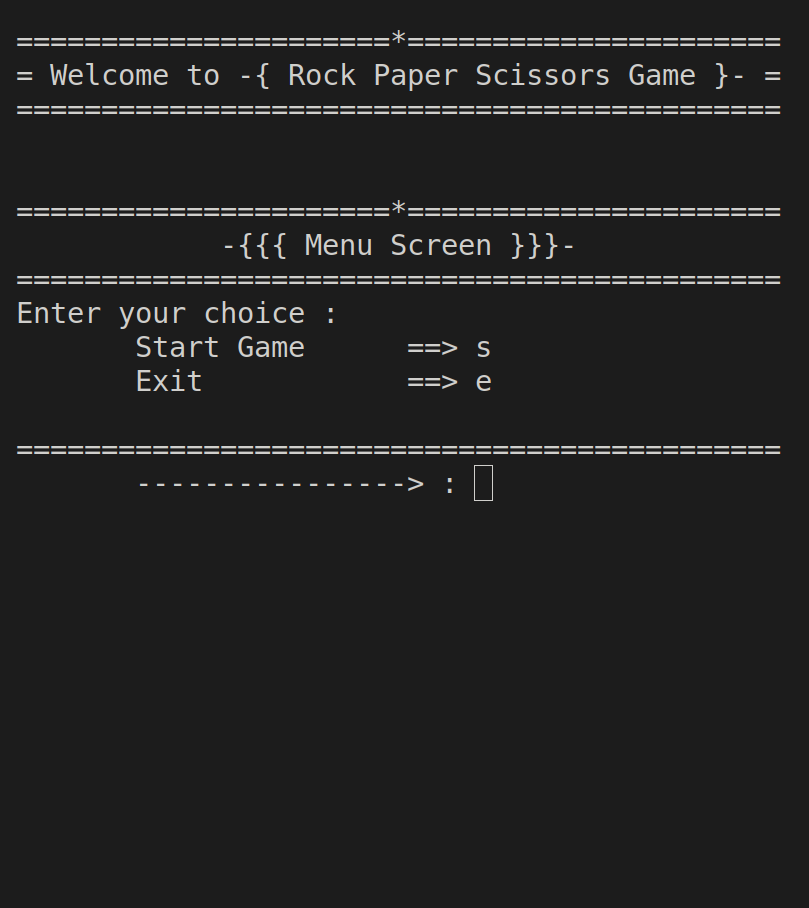 ======================*======================
= Welcome to -{ Rock Paper Scissors Game }- =
=============================================
======================*======================
            -{{{ Menu Screen }}}-
=============================================
Enter your choice :
       Start Game      ==> s
       Exit            ==> e
=============================================
       ----------------> :